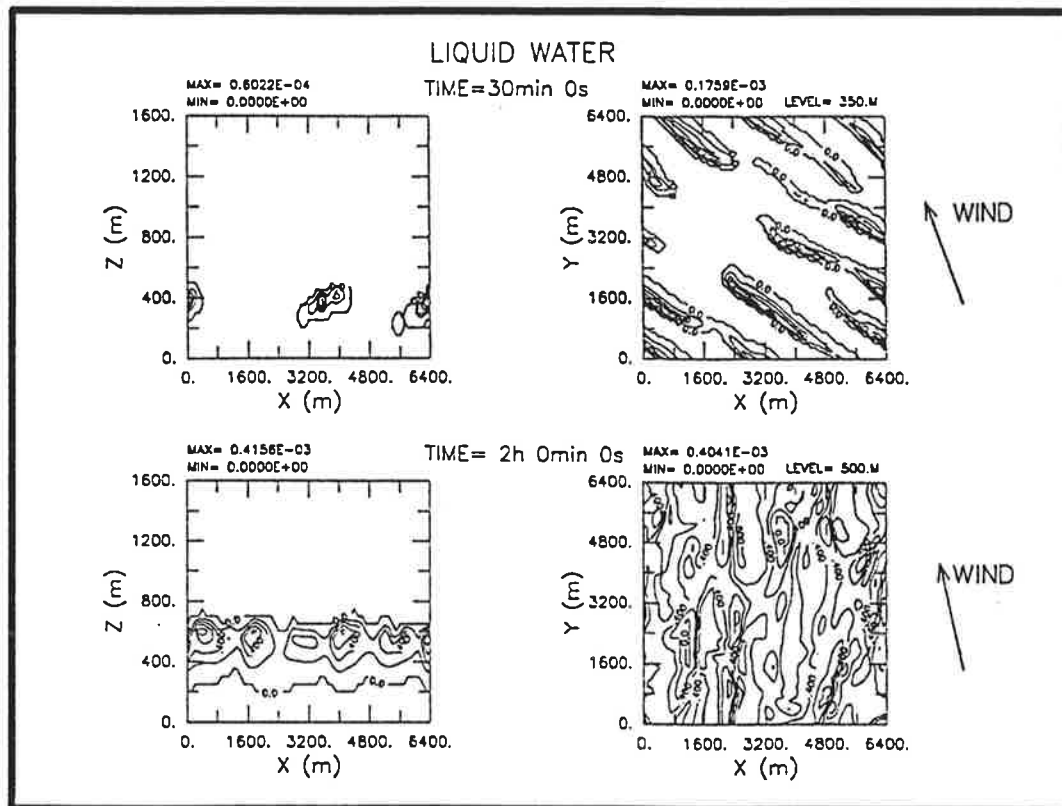 LIQUID WATER
TIME=30min 0s
MAX= 0.6022E-04
MIN= 0.0000E+00
1600.
1200.
800.
400.
0.
Z (m)
0. 1600. 3200. 4800. 6400.
X (m)
MAX= 0.1759E-03
MIN= 0.0000E+00 LEVEL= 350.M
6400.
4800.
3200.
1600.
0.
Y (m)
0. 1600. 3200. 4800. 6400.
X (m)
WIND
TIME= 2h 0min 0s
MAX= 0.4156E-03
MIN= 0.0000E+00
1600.
1200.
800.
400.
0.
Z (m)
0.0
0. 1600. 3200. 4800. 6400.
X (m)
MAX= 0.4041E-03
MIN= 0.0000E+00 LEVEL= 500.M
6400.
4800.
3200.
1600.
0.
Y (m)
0. 1600. 3200. 4800. 6400.
X (m)
WIND